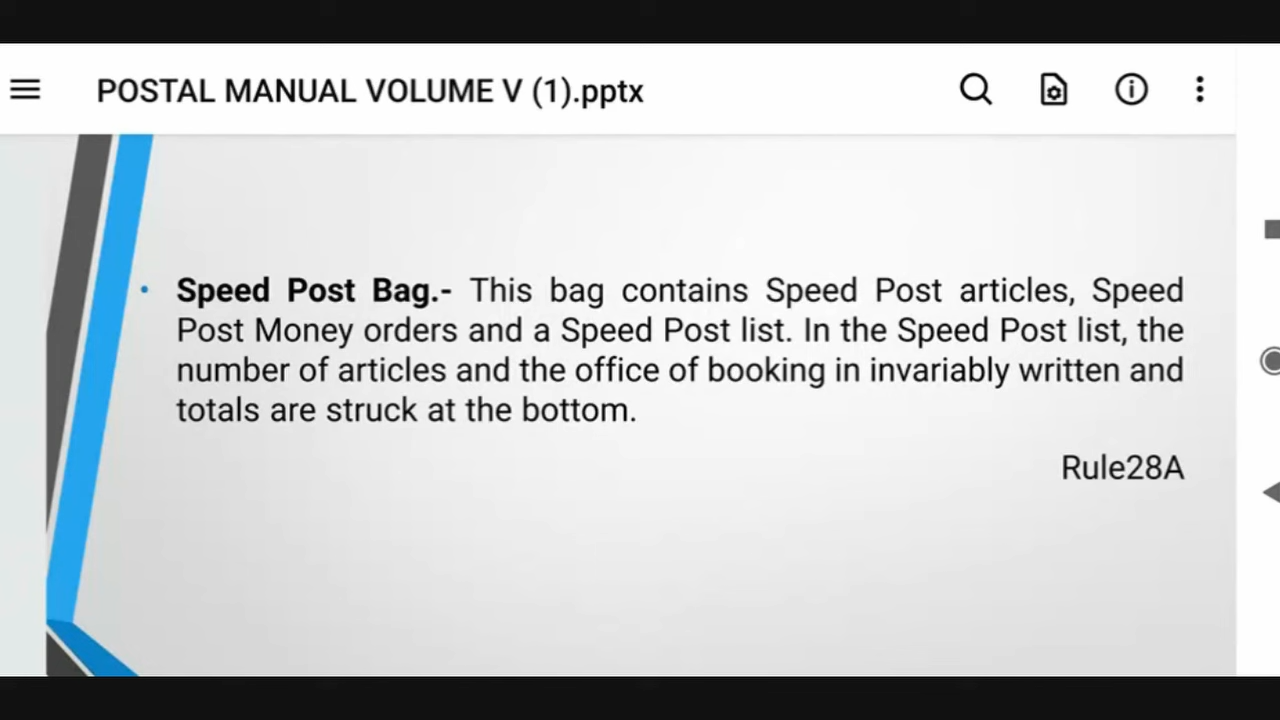 POSTAL MANUAL VOLUME V (1).pptx
• Speed Post Bag.- This bag contains Speed Post articles, Speed
Post Money orders and a Speed Post list. In the Speed Post list, the
number of articles and the office of booking in invariably written and
totals are struck at the bottom.
Rule28A